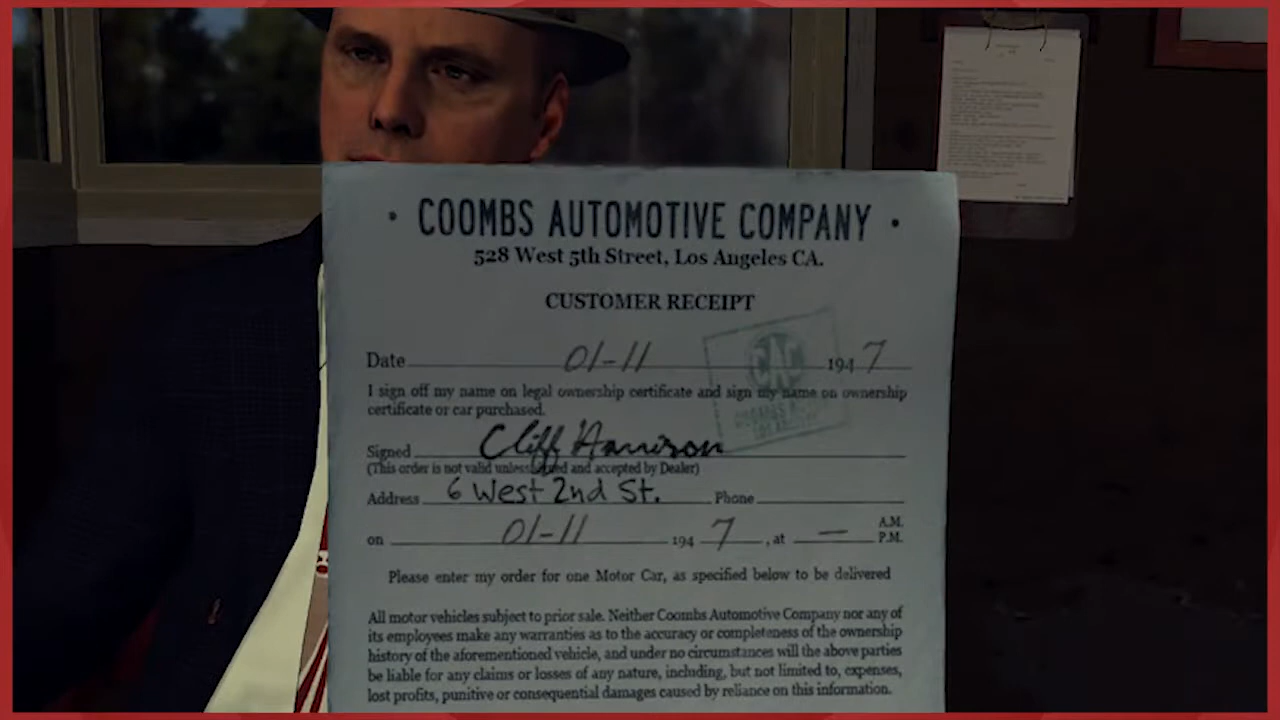 • COOMBS AUTOMOTIVE COMPANY •
528 West 5th Street, Los Angeles CA.
CUSTOMER RECEIPT
Date 01-11 1947
CAC
I sign off my name on legal ownership certificate and sign my name on ownership
certificate or car purchased.
Signed Cliff Harrison
(This order is not valid unless signed and accepted by Dealer)
Address 6 West 2nd St. Phone
on 01-11 1947, at — A.M.
P.M.
Please enter my order for one Motor Car, as specified below to be delivered
All motor vehicles subject to prior sale. Neither Coombs Automotive Company nor any of
its employees make any warranties as to the accuracy or completeness of the ownership
history of the aforementioned vehicle, and under no circumstances will the above parties
be liable for any claims or losses of any nature, including, but not limited to, expenses,
lost profits, punitive or consequential damages caused by reliance on this information.